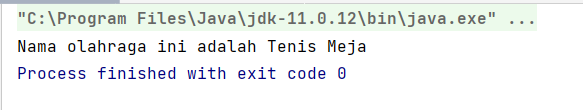 "C:\Program Files\Java\jdk-11.0.12\bin\java.exe" ...
Nama olahraga ini adalah Tenis Meja
Process finished with exit code 0